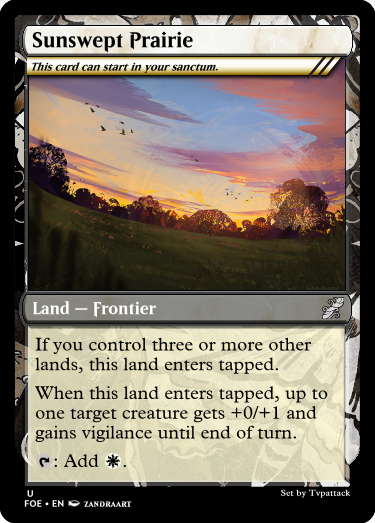 Sunswept Prairie
This card can start in your sanctum.
Land — Frontier
If you control three or more other
lands, this land enters tapped.
When this land enters tapped, up to
one target creature gets +0/+1 and
gains vigilance until end of turn.
: Add .
U
FOE • EN ZANDRAART
Set by Tvpattack